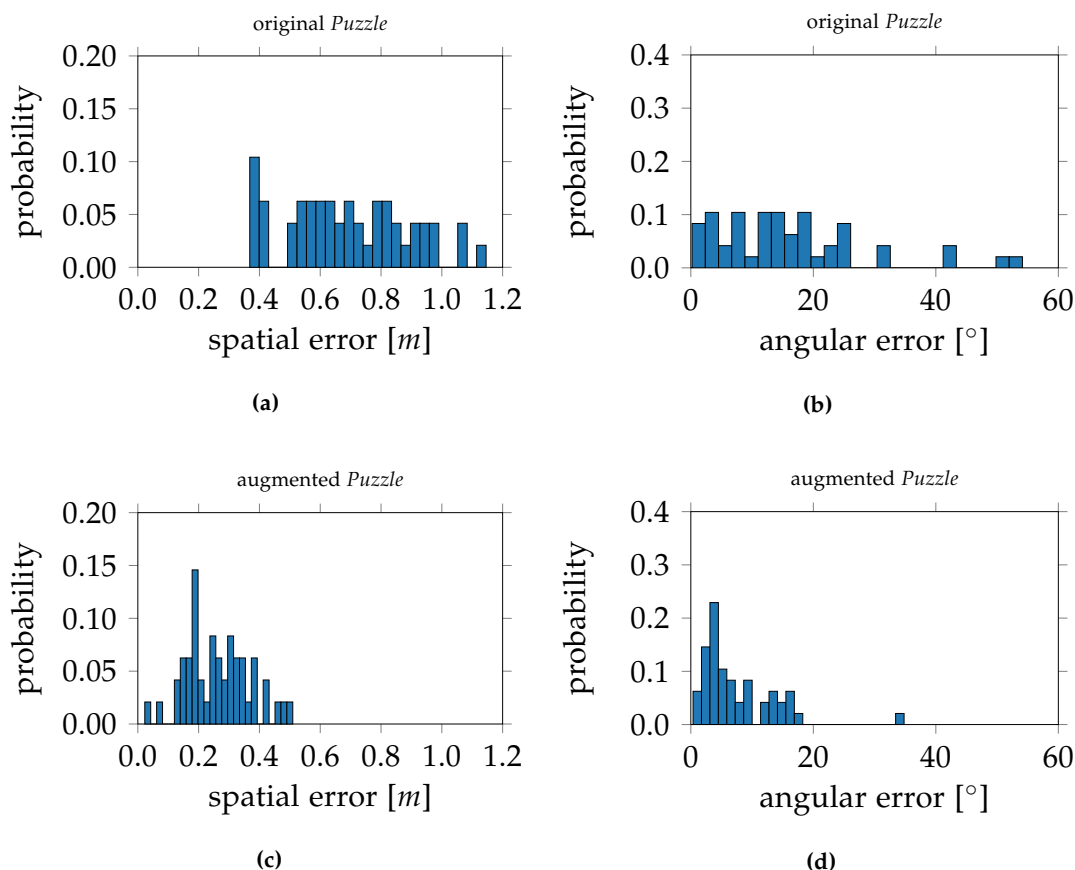 original Puzzle
probability
0.20
0.15
0.10
0.05
0.00
0.0 0.2 0.4 0.6 0.8 1.0 1.2
spatial error [m]
(a)
original Puzzle
probability
0.4
0.3
0.2
0.1
0.0
0 20 40 60
angular error [°]
(b)
augmented Puzzle
probability
0.20
0.15
0.10
0.05
0.00
0.0 0.2 0.4 0.6 0.8 1.0 1.2
spatial error [m]
(c)
augmented Puzzle
probability
0.4
0.3
0.2
0.1
0.0
0 20 40 60
angular error [°]
(d)